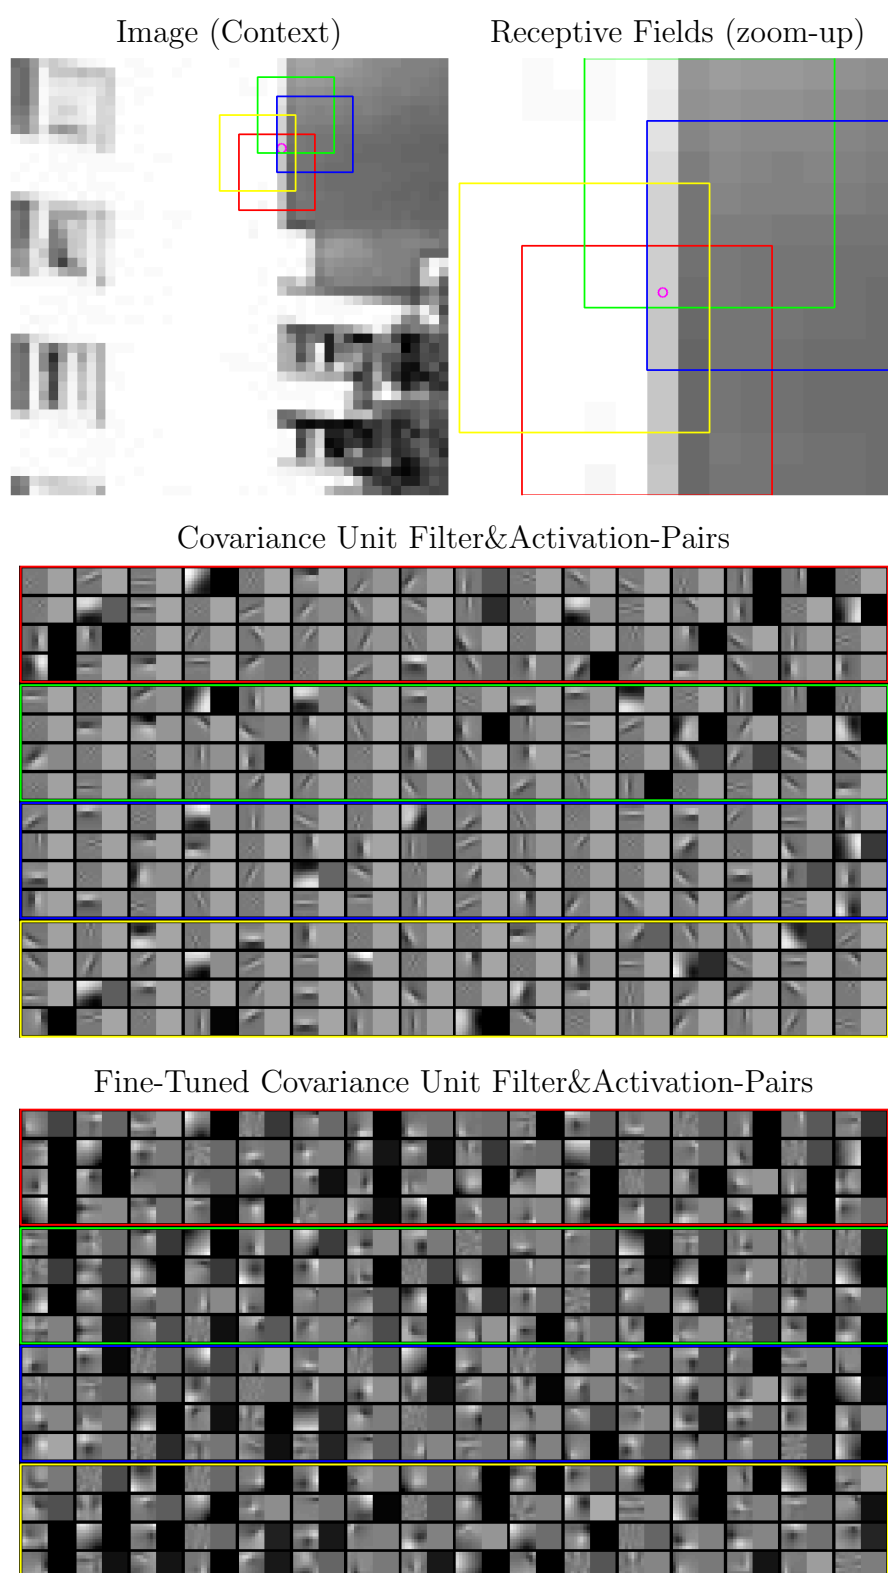 Image (Context)
Receptive Fields (zoom-up)
Covariance Unit Filter&Activation-Pairs
Fine-Tuned Covariance Unit Filter&Activation-Pairs